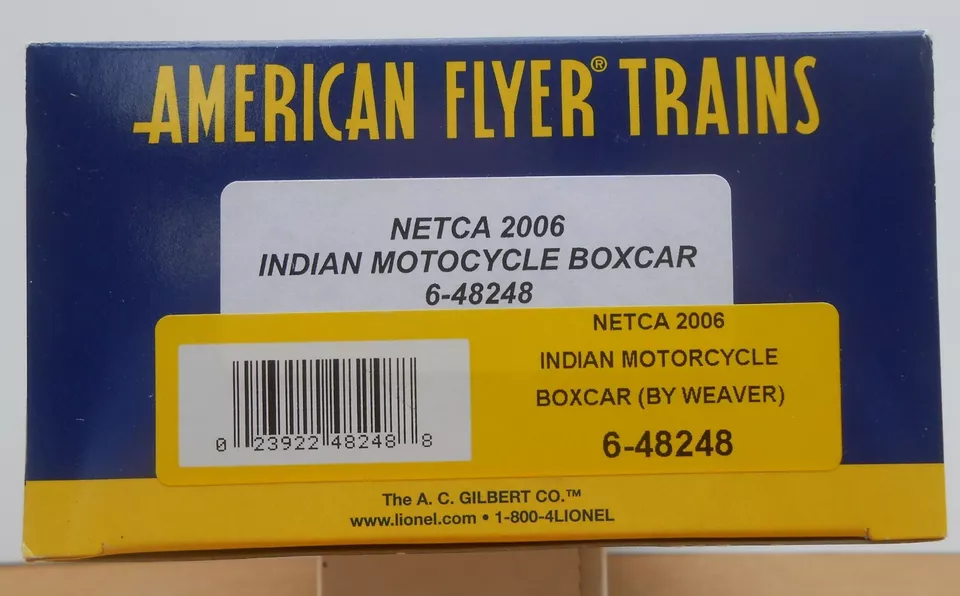 AMERICAN FLYER® TRAINS
NETCA 2006
INDIAN MOTOCYCLE BOXCAR
6-48248
NETCA 2006
INDIAN MOTORCYCLE
BOXCAR (BY WEAVER)
6-48248
0 23922 48248 8
The A. C. GILBERT CO.™
www.lionel.com • 1-800-4LIONEL